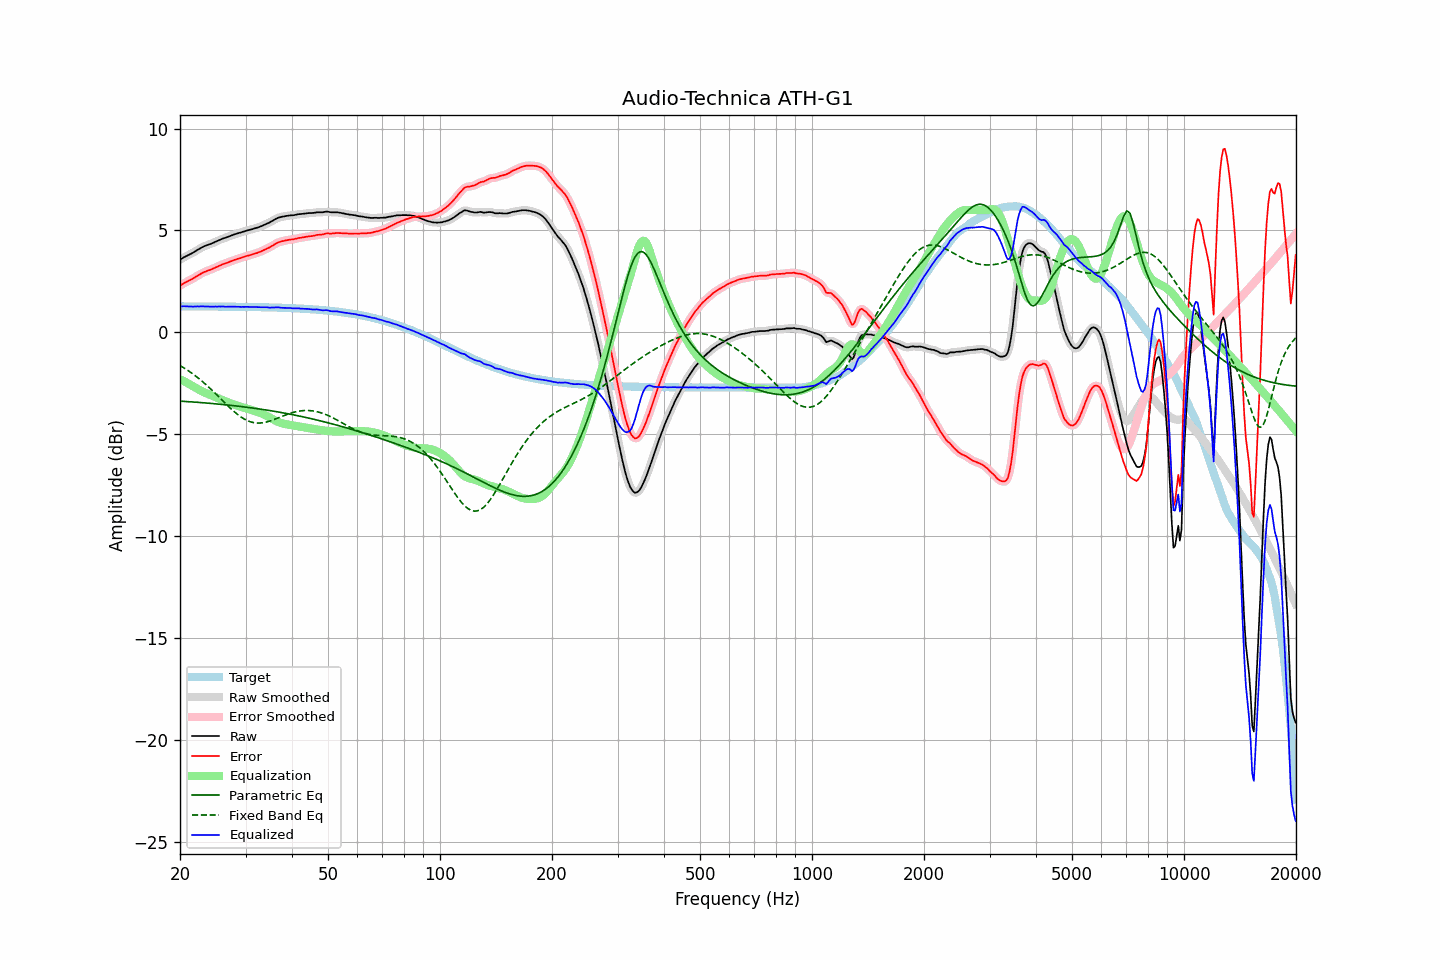 Audio-Technica ATH-G1
Amplitude (dBr)
10
5
0
−5
−10
−15
−20
−25
Target
Raw Smoothed
Error Smoothed
Raw
Error
Equalization
Parametric Eq
Fixed Band Eq
Equalized
20 50 100 200 500 1000 2000 5000 10000 20000
Frequency (Hz)